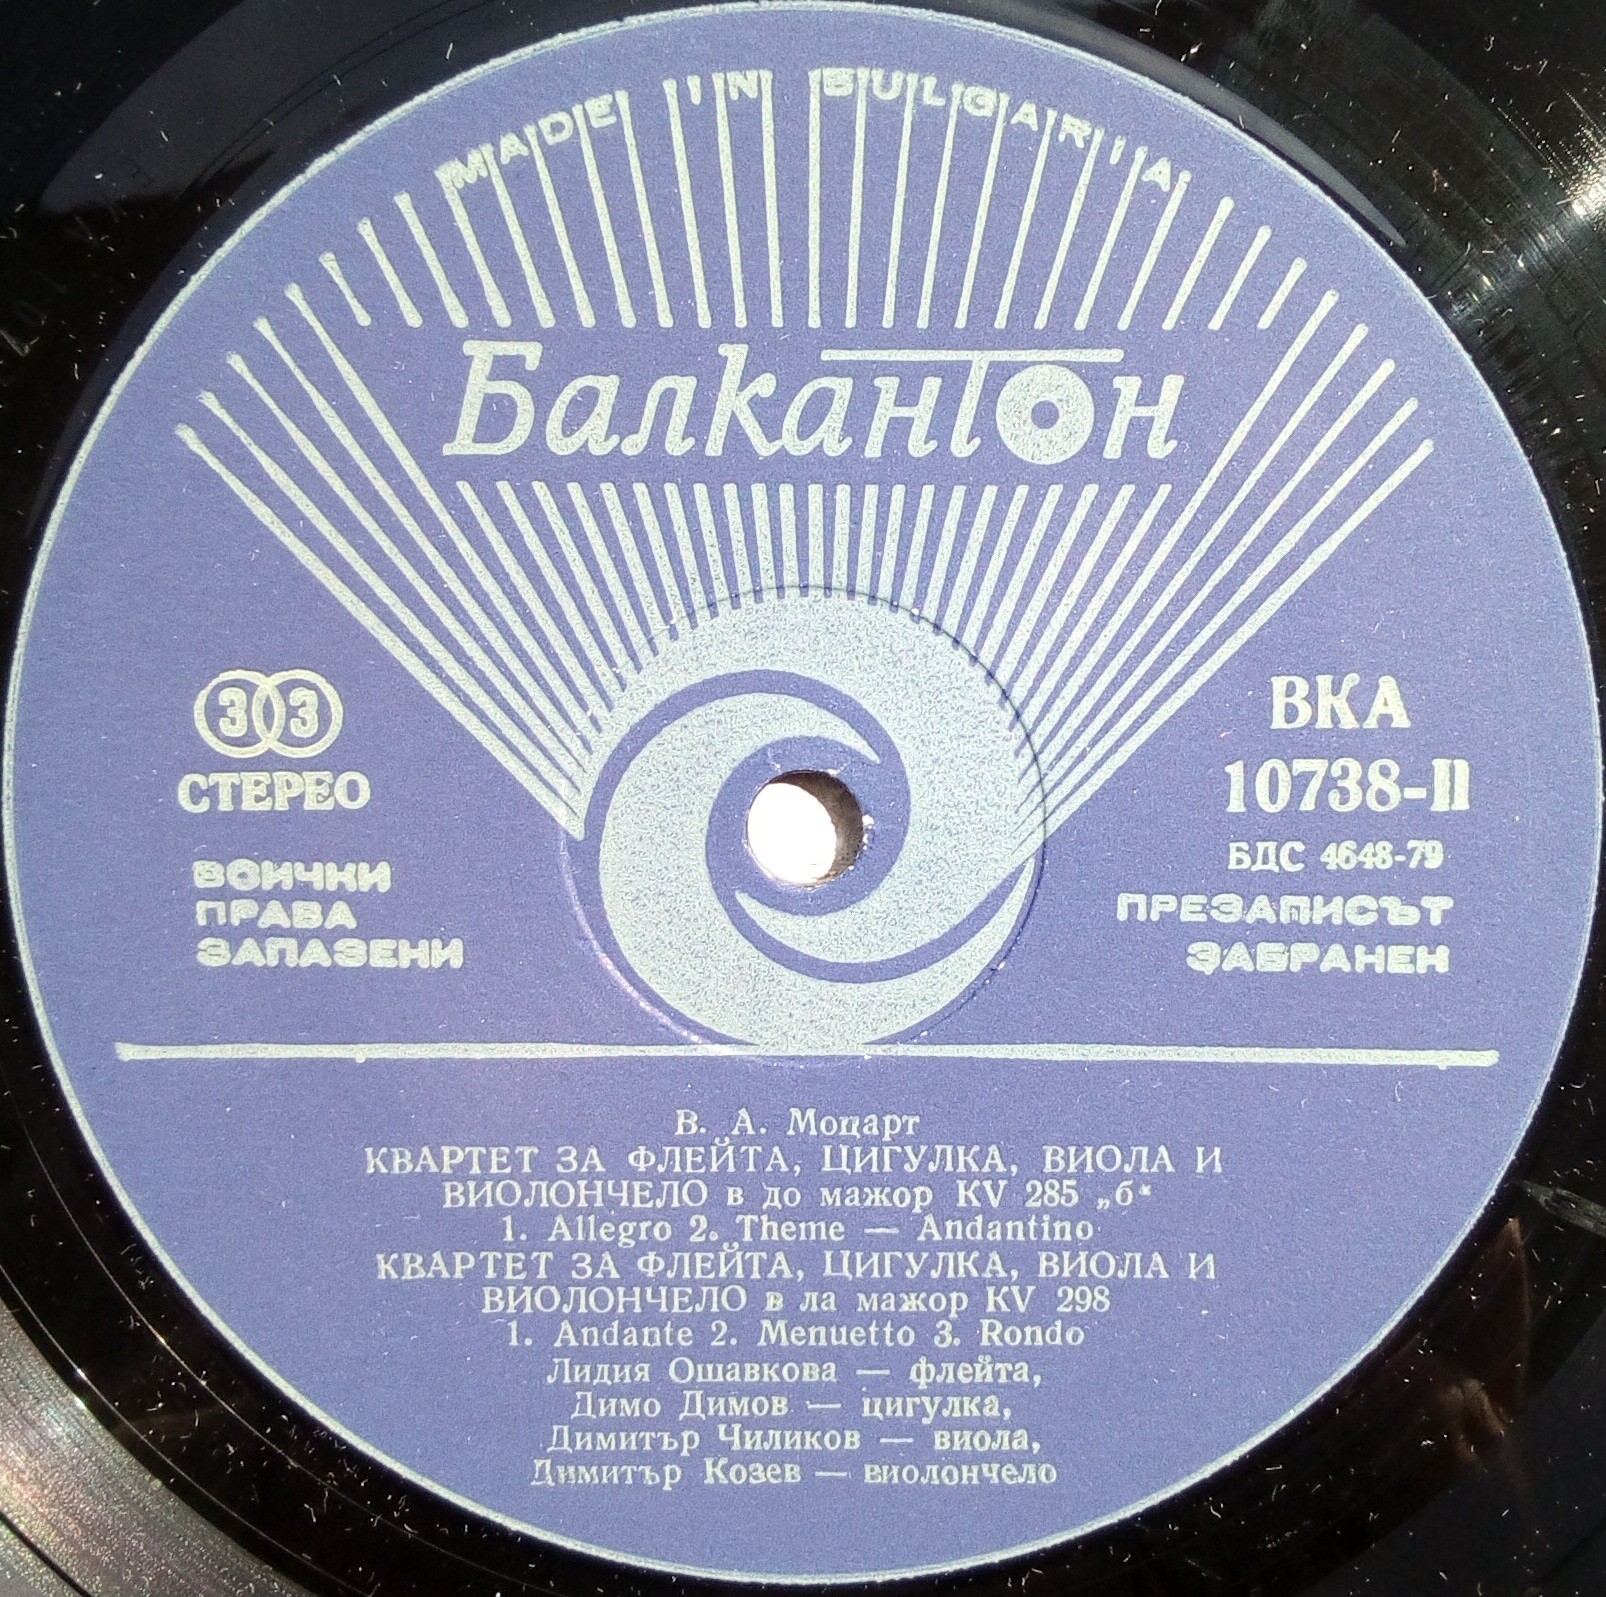 MADE IN BULGARIA
Балкантон
33
СТЕРЕО
ВСИЧКИ
ПРАВА
ЗАПАЗЕНИ
ВКА
10738-II
БДС 4648-79
ПРЕЗАПИСЪТ
ЗАБРАНЕН
В. А. Моцарт
КВАРТЕТ ЗА ФЛЕЙТА, ЦИГУЛКА, ВИОЛА И
ВИОЛОНЧЕЛО в до мажор KV 285 „б“
1. Allegro 2. Theme — Andantino
КВАРТЕТ ЗА ФЛЕЙТА, ЦИГУЛКА, ВИОЛА И
ВИОЛОНЧЕЛО в ла мажор KV 298
1. Andante 2. Menuetto 3. Rondo
Лидия Ошавкова — флейта,
Димо Димов — цигулка,
Димитър Чиликов — виола,
Димитър Козев — виолончело